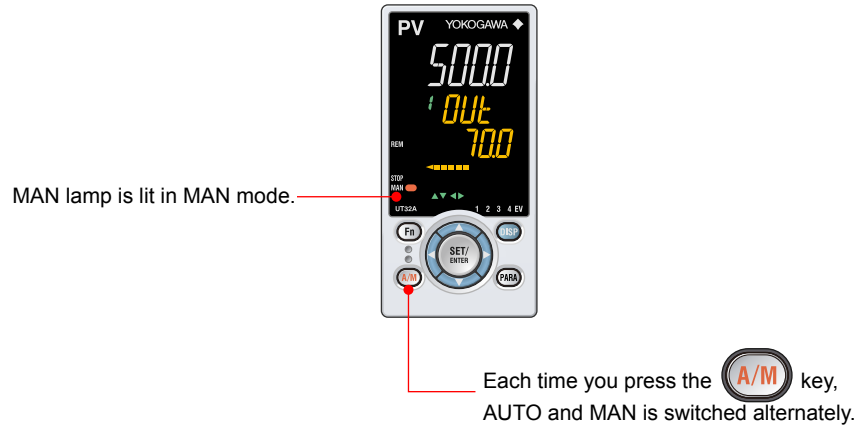 PV YOKOGAWA
500.0
1 OUt
70.0
REM
STOP
MAN
MAN lamp is lit in MAN mode.
UT32A 1 2 3 4 EV
Fn DISP
SET/
ENTER
A/M PARA
Each time you press the A/M key,
AUTO and MAN is switched alternately.